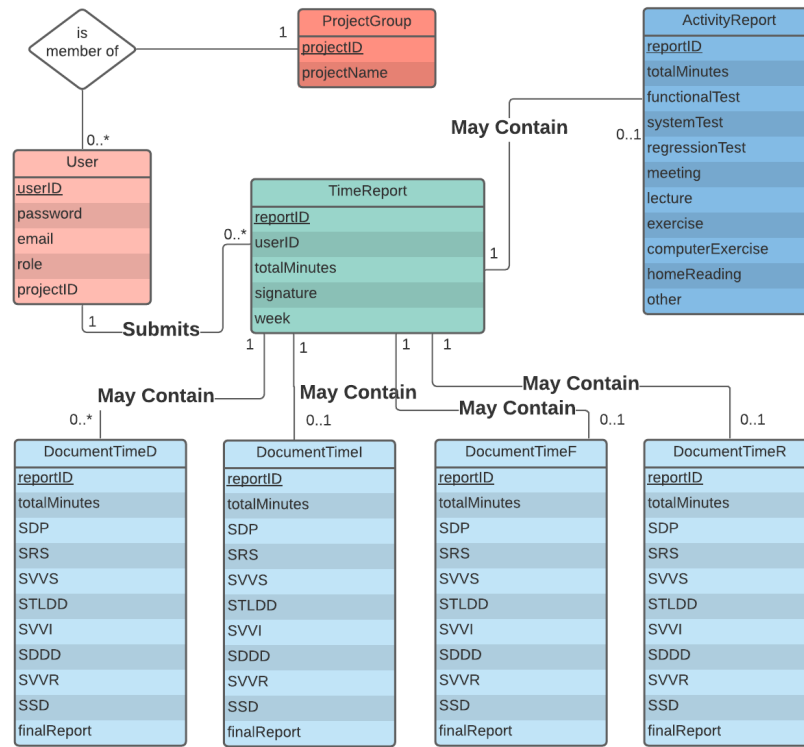 is
member of
1
ProjectGroup
projectID
projectName
ActivityReport
reportID
totalMinutes
functionalTest
systemTest
regressionTest
meeting
lecture
exercise
computerExercise
homeReading
other
May Contain
0..1
0..*
User
userID
password
email
role
projectID
TimeReport
reportID
userID
totalMinutes
signature
week
0..*
1
1
Submits
1
1
1
1
May Contain
May Contain
May Contain
May Contain
0..*
0..1
0..1
0..1
DocumentTimeD
reportID
totalMinutes
SDP
SRS
SVVS
STLDD
SVVI
SDDD
SVVR
SSD
finalReport
DocumentTimeI
reportID
totalMinutes
SDP
SRS
SVVS
STLDD
SVVI
SDDD
SVVR
SSD
finalReport
DocumentTimeF
reportID
totalMinutes
SDP
SRS
SVVS
STLDD
SVVI
SDDD
SVVR
SSD
finalReport
DocumentTimeR
reportID
totalMinutes
SDP
SRS
SVVS
STLDD
SVVI
SDDD
SVVR
SSD
finalReport